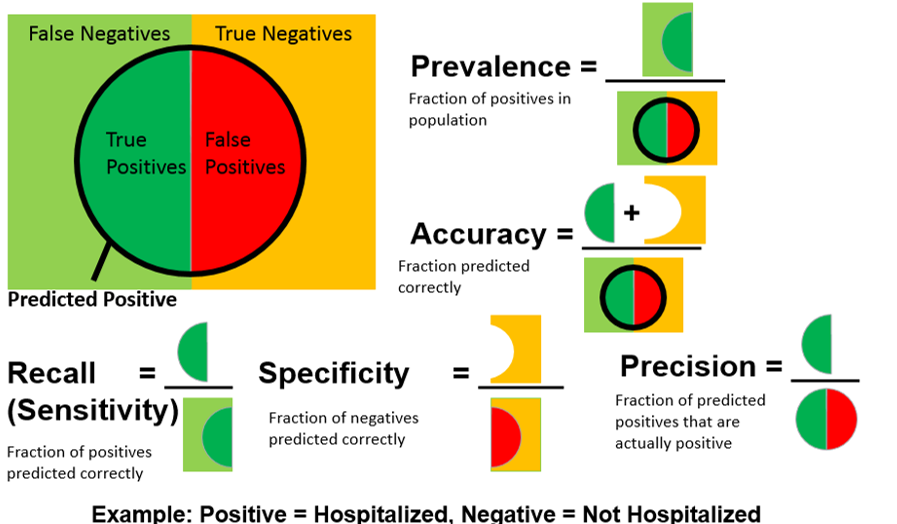 False Negatives
True Negatives
True
Positives
False
Positives
Predicted Positive
Prevalence =
Fraction of positives in
population
+
Accuracy =
Fraction predicted
correctly
Recall =
(Sensitivity)
Fraction of positives
predicted correctly
Specificity =
Fraction of negatives
predicted correctly
Precision =
Fraction of predicted
positives that are
actually positive
Example: Positive = Hospitalized, Negative = Not Hospitalized